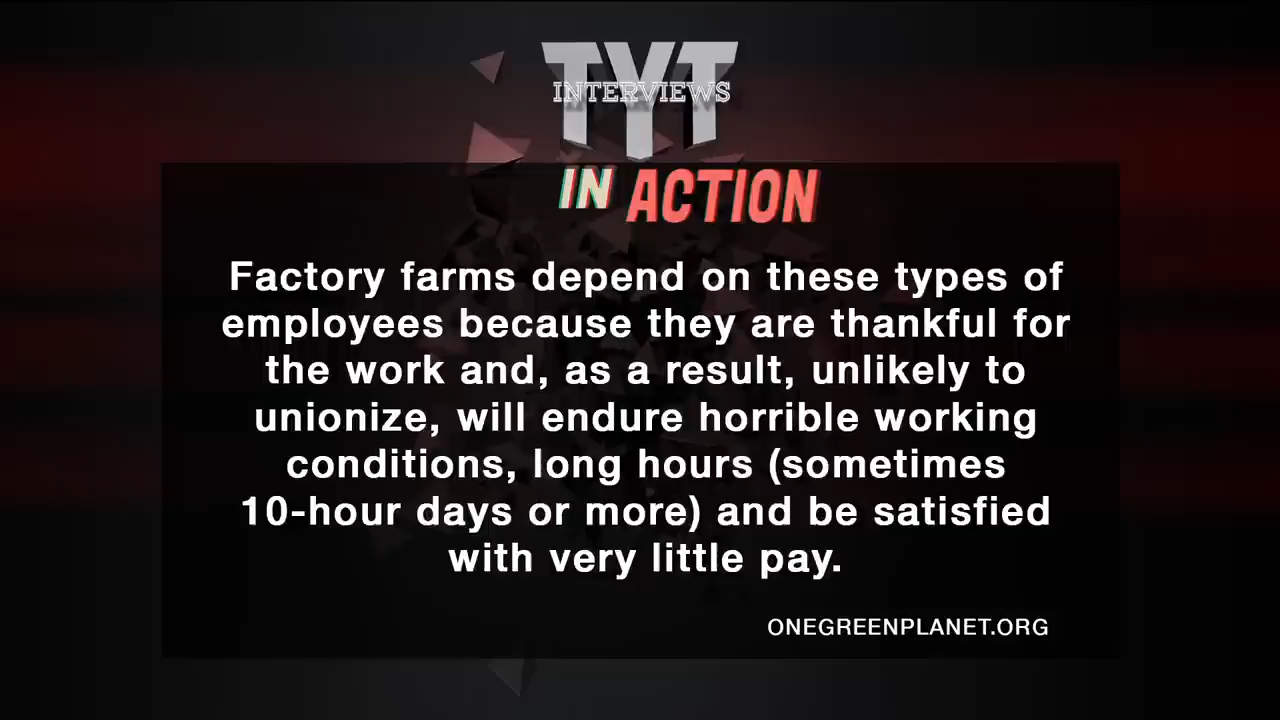 TYT
INTERVIEWS
IN ACTION
Factory farms depend on these types of
employees because they are thankful for
the work and, as a result, unlikely to
unionize, will endure horrible working
conditions, long hours (sometimes
10-hour days or more) and be satisfied
with very little pay.
ONEGREENPLANET.ORG